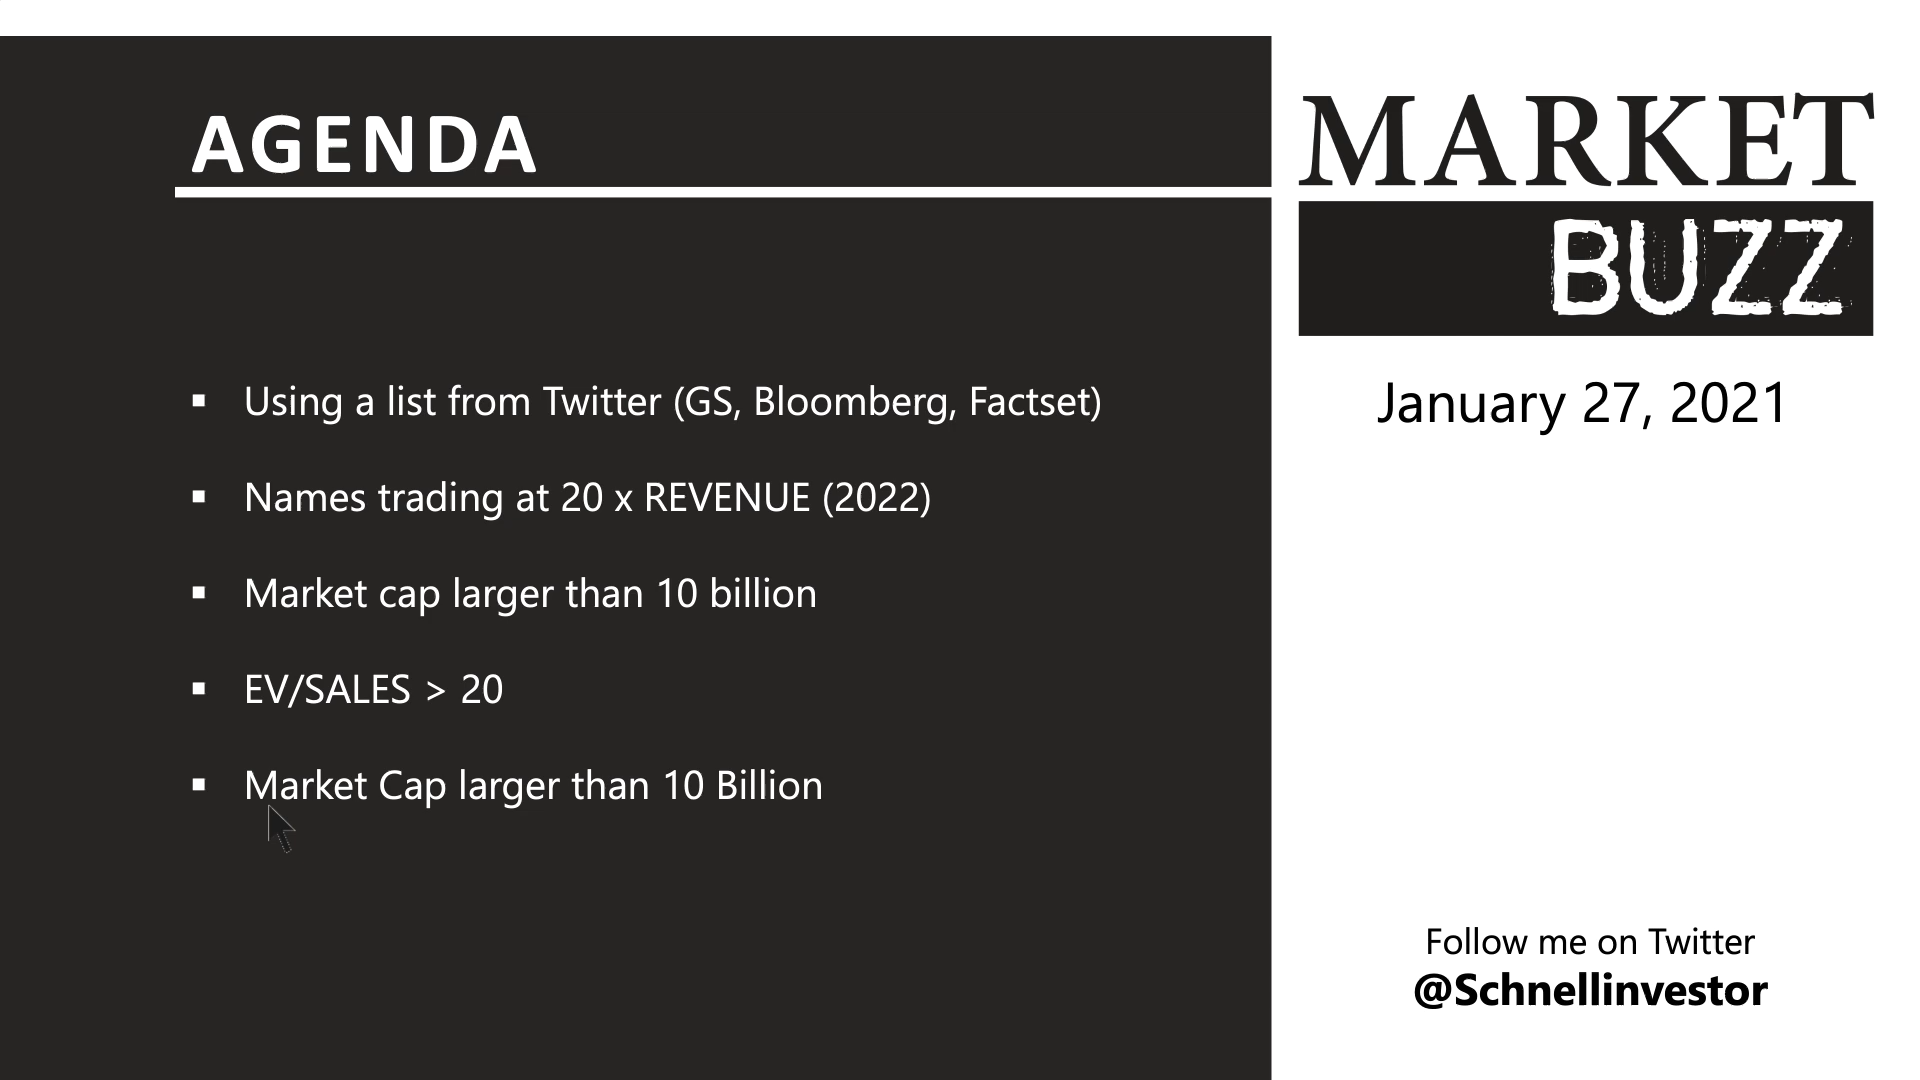 AGENDA
Using a list from Twitter (GS, Bloomberg, Factset)
Names trading at 20 x REVENUE (2022)
Market cap larger than 10 billion
EV/SALES > 20
Market Cap larger than 10 Billion
MARKET
BUZZ
January 27, 2021
Follow me on Twitter
@Schnellinvestor